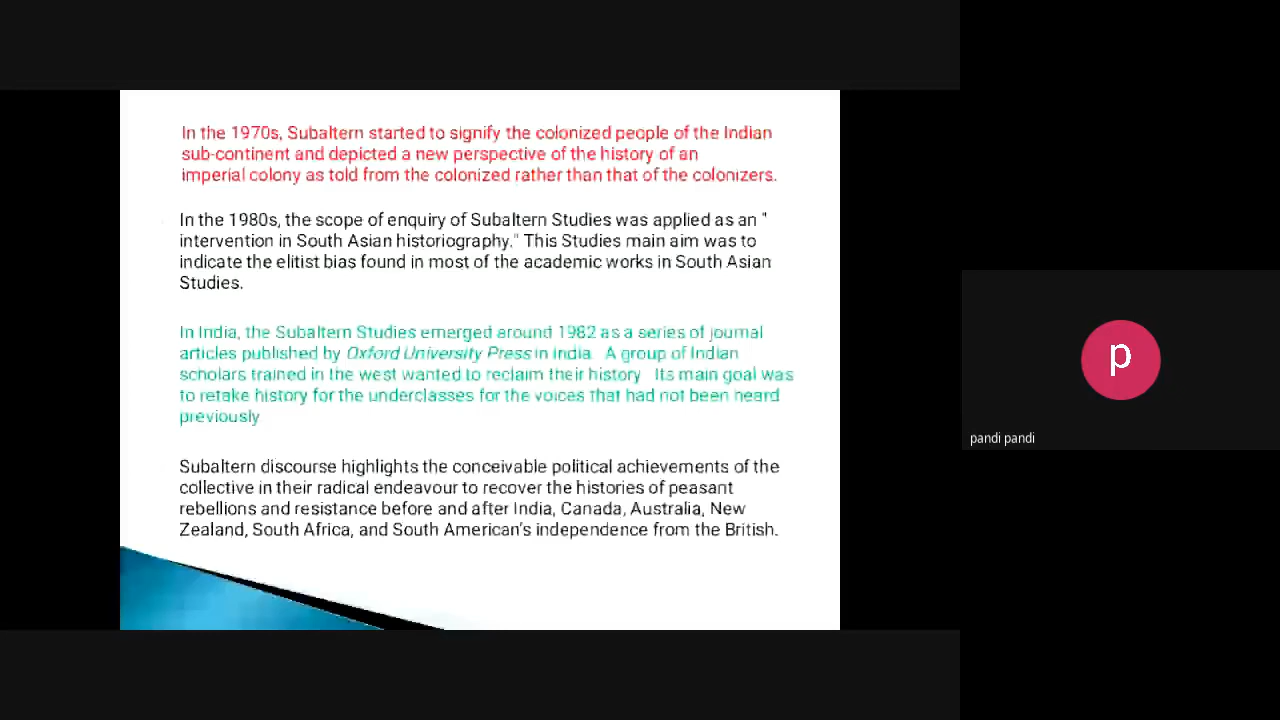 In the 1970s, Subaltern started to signify the colonized people of the Indian
sub-continent and depicted a new perspective of the history of an
imperial colony as told from the colonized rather than that of the colonizers.
In the 1980s, the scope of enquiry of Subaltern Studies was applied as an "
intervention in South Asian historiography." This Studies main aim was to
indicate the elitist bias found in most of the academic works in South Asian
Studies.
In India, the Subaltern Studies emerged around 1982 as a series of journal
articles published by Oxford University Press in India. A group of Indian
scholars trained in the west wanted to reclaim their history. Its main goal was
to retake history for the underclasses for the voices that had not been heard
previously
Subaltern discourse highlights the conceivable political achievements of the
collective in their radical endeavour to recover the histories of peasant
rebellions and resistance before and after India, Canada, Australia, New
Zealand, South Africa, and South American's independence from the British.
p
pandi pandi